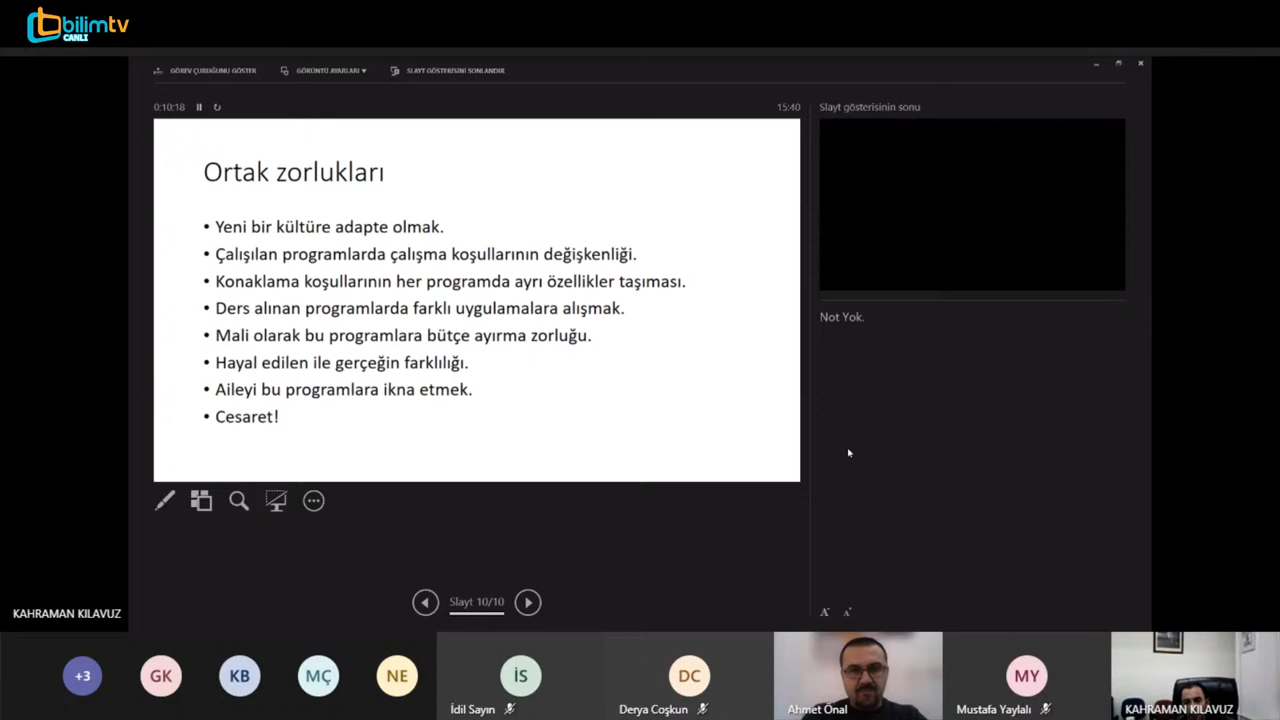 bilimtv
CANLI
GÖREV ÇUBUĞUNU GÖSTER
GÖRÜNTÜ AYARLARI
SLAYT GÖSTERİSİNİ SONLANDIR
0:10:18
15:40
Slayt gösterisinin sonu
Ortak zorlukları
• Yeni bir kültüre adapte olmak.
• Çalışılan programlarda çalışma koşullarının değişkenliği.
• Konaklama koşullarının her programda ayrı özellikler taşıması.
• Ders alınan programlarda farklı uygulamalara alışmak.
• Mali olarak bu programlara bütçe ayırma zorluğu.
• Hayal edilen ile gerçeğin farklılığı.
• Aileyi bu programlara ikna etmek.
• Cesaret!
Not Yok.
Slayt 10/10
A A
KAHRAMAN KILAVUZ
+3
GK
KB
MÇ
NE
İS
İdil Sayın
DC
Derya Coşkun
Ahmet Önal
MY
Mustafa Yaylalı
KAHRAMAN KILAVUZ